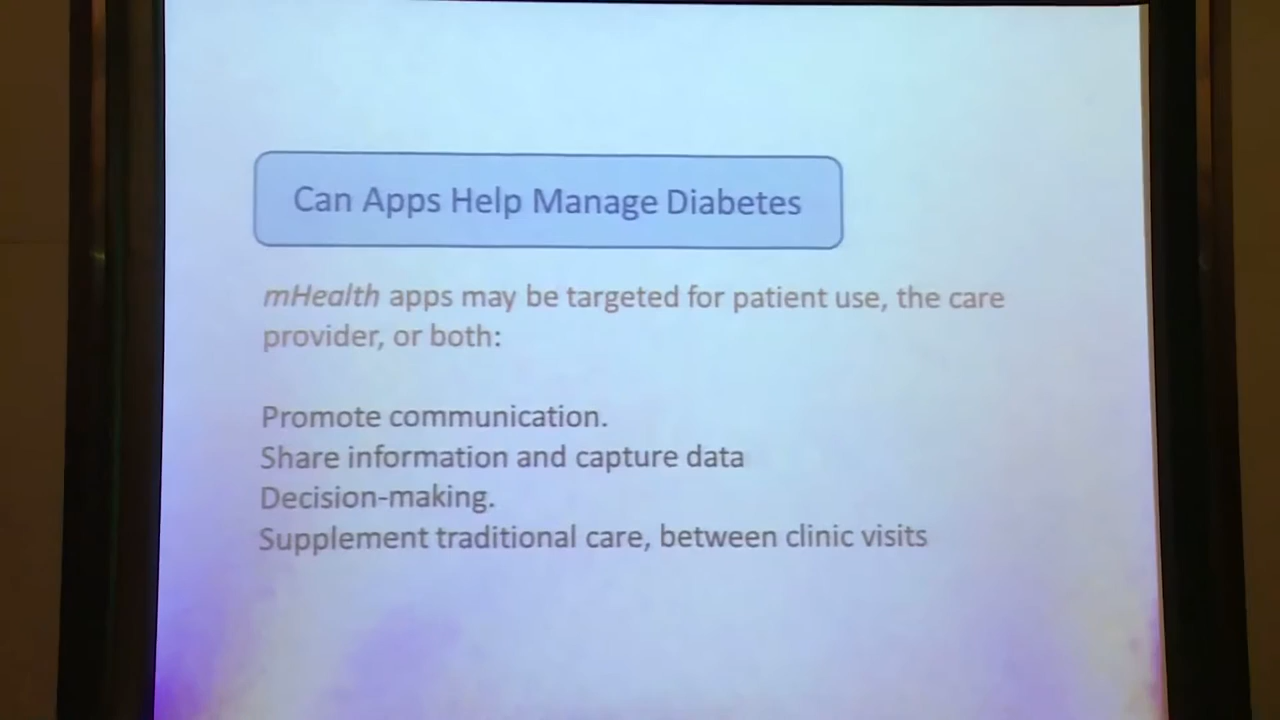 Can Apps Help Manage Diabetes
mHealth apps may be targeted for patient use, the care
provider, or both:
Promote communication.
Share information and capture data
Decision-making.
Supplement traditional care, between clinic visits